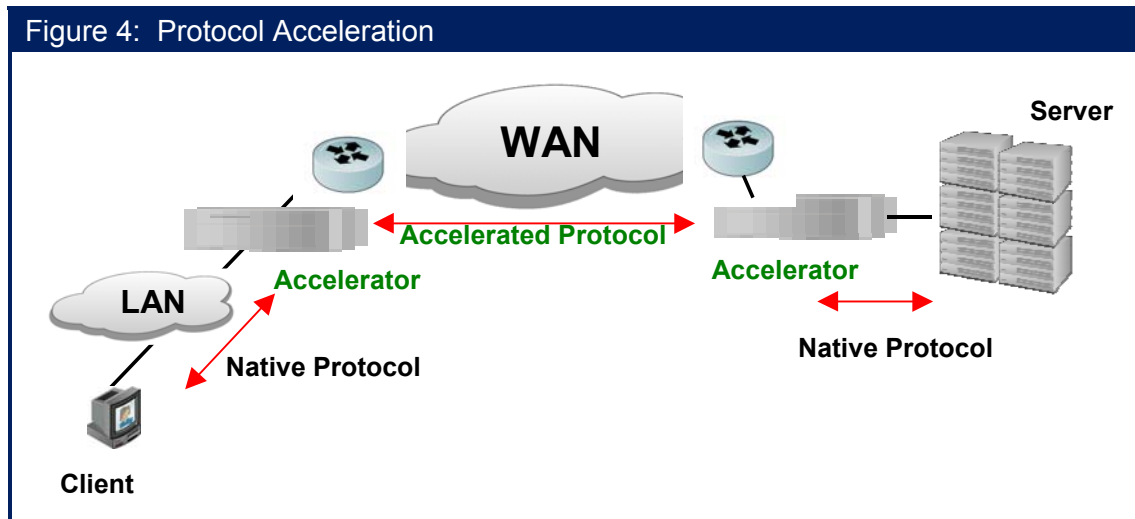 Figure 4: Protocol Acceleration
WAN
Server
Accelerated Protocol
Accelerator
Accelerator
LAN
Native Protocol
Native Protocol
Client